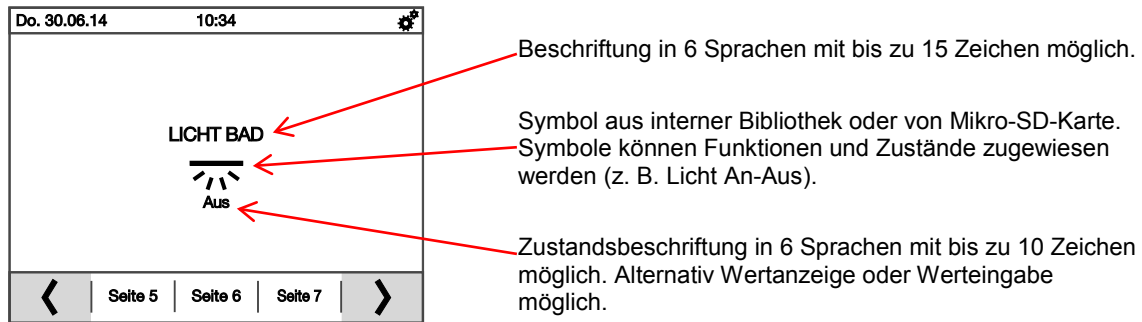 Do. 30.06.14 10:34
Beschriftung in 6 Sprachen mit bis zu 15 Zeichen möglich.
LICHT BAD
Symbol aus interner Bibliothek oder von Mikro-SD-Karte.
Symbole können Funktionen und Zustände zugewiesen
werden (z. B. Licht An-Aus).
Aus
Zustandsbeschriftung in 6 Sprachen mit bis zu 10 Zeichen
möglich. Alternativ Wertanzeige oder Werteingabe
möglich.
Seite 5 Seite 6 Seite 7